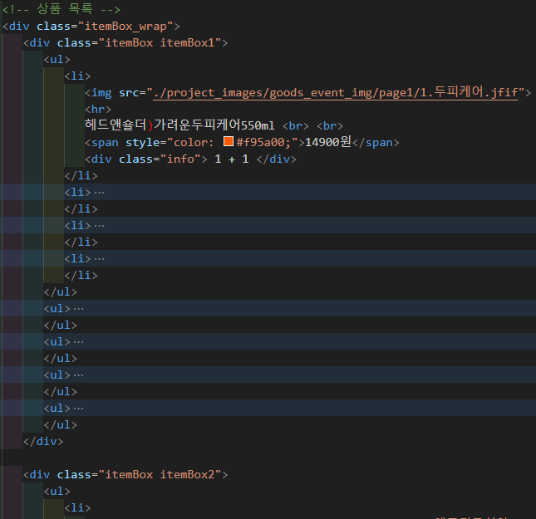 <!-- 상품 목록 -->
<div class="itemBox_wrap">
<div class="itemBox itemBox1">
<ul>
<li>
<img src="./project_images/goods_event_img/page1/1.두피케어.jfif">
<hr>
헤드앤숄더)가려운두피케어550ml <br> <br>
<span style="color: #f95a00;">14900원</span>
<div class="info"> 1 + 1 </div>
</li>
<li>…
</li>
<li>…
</li>
<li>…
</li>
</ul>
<ul>…
</ul>
<ul>…
</ul>
<ul>…
</ul>
<ul>…
</ul>
</div>
<div class="itemBox itemBox2">
<ul>
<li>